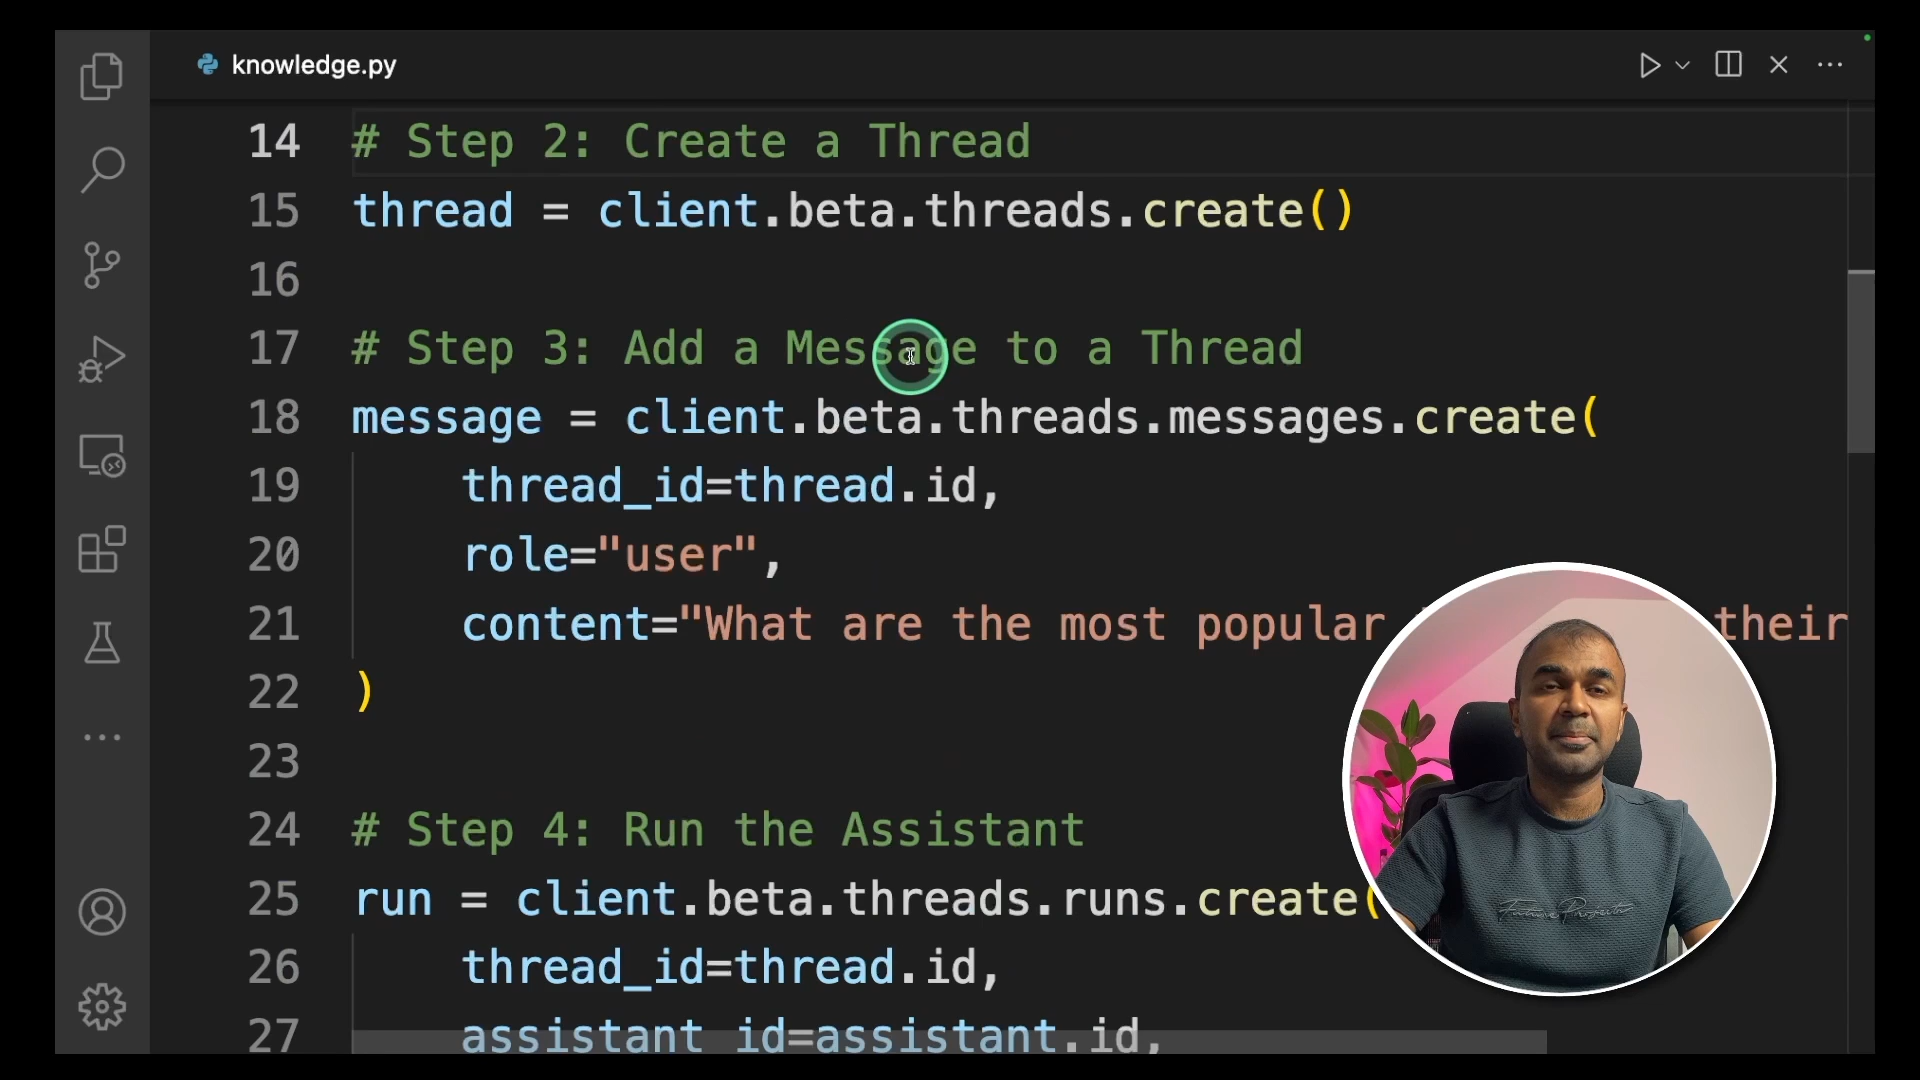 knowledge.py
14 # Step 2: Create a Thread
15 thread = client.beta.threads.create()
16
17 # Step 3: Add a Message to a Thread
18 message = client.beta.threads.messages.create(
19 thread_id=thread.id,
20 role="user",
21 content="What are the most popular their
22 )
23
24 # Step 4: Run the Assistant
25 run = client.beta.threads.runs.create(
26 thread_id=thread.id,
27 assistant_id=assistant.id,
Future Projects